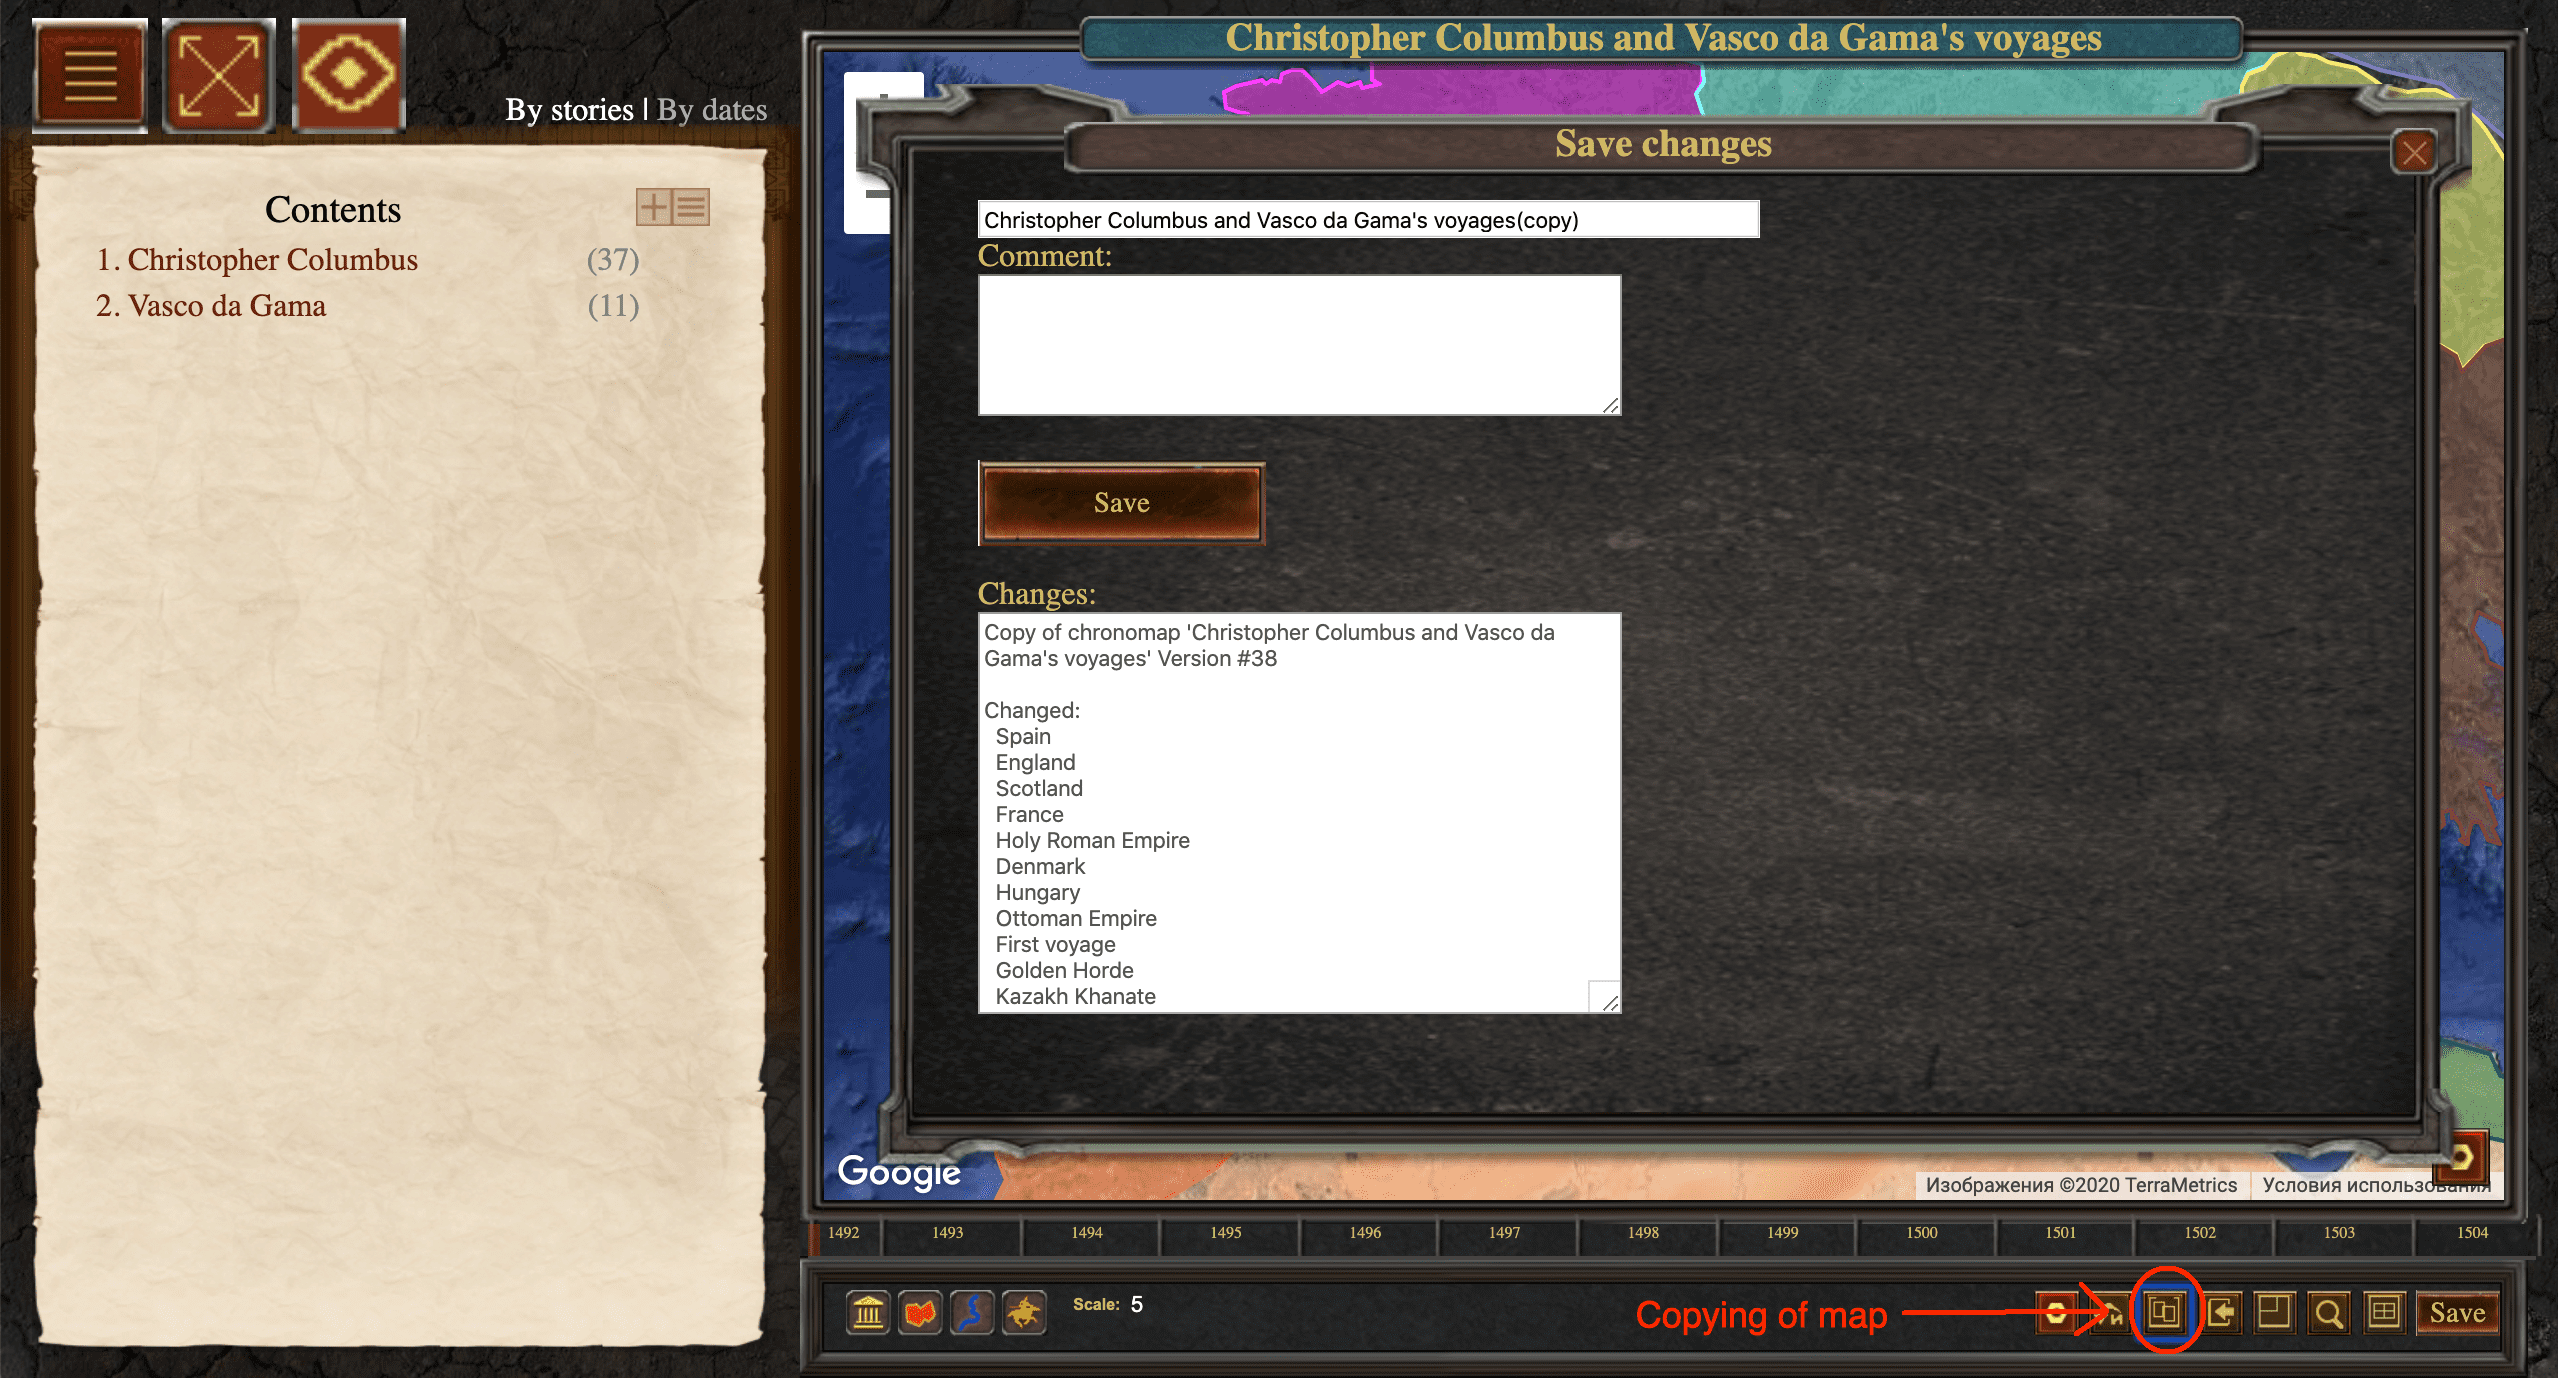 Christopher Columbus and Vasco da Gama's voyages
By stories | By dates
Contents
1. Christopher Columbus (37)
2. Vasco da Gama (11)
Save changes
Christopher Columbus and Vasco da Gama's voyages(copy)
Comment:
Save
Changes:
Copy of chronomap 'Christopher Columbus and Vasco da
Gama's voyages' Version #38
Changed:
Spain
England
Scotland
France
Holy Roman Empire
Denmark
Hungary
Ottoman Empire
First voyage
Golden Horde
Kazakh Khanate
Google
Изображения ©2020 TerraMetrics
Условия использования
1492 1493 1494 1495 1496 1497 1498 1499 1500 1501 1502 1503 1504
Scale: 5
Copying of map
Save